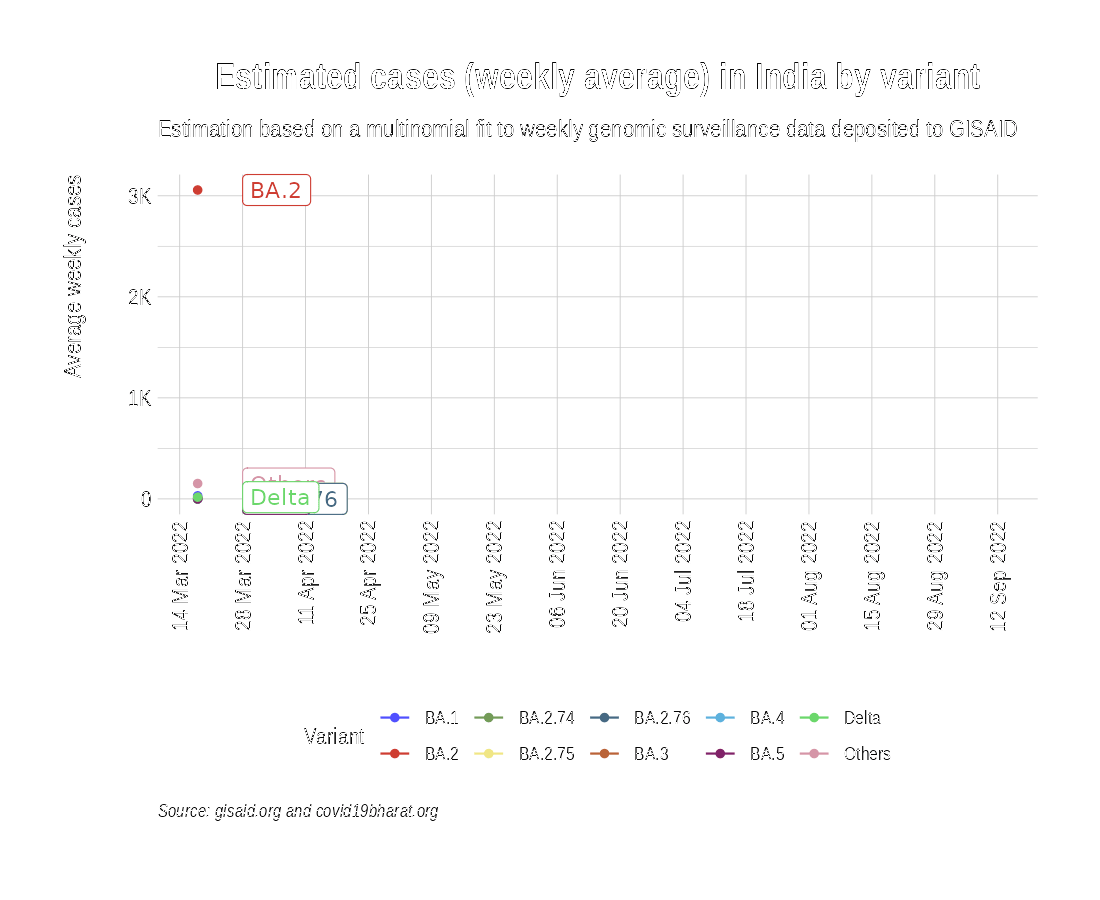 Estimated cases (weekly average) in India by variant
Estimation based on a multinomial fit to weekly genomic surveillance data deposited to GISAID
Average weekly cases
3K
BA.2
2K
1K
Others
0
Delta
76
14 Mar 2022
28 Mar 2022
11 Apr 2022
25 Apr 2022
09 May 2022
23 May 2022
06 Jun 2022
20 Jun 2022
04 Jul 2022
18 Jul 2022
01 Aug 2022
15 Aug 2022
29 Aug 2022
12 Sep 2022
Variant
BA.1 BA.2.74 BA.2.76 BA.4 Delta
BA.2 BA.2.75 BA.3 BA.5 Others
Source: gisaid.org and covid19bharat.org